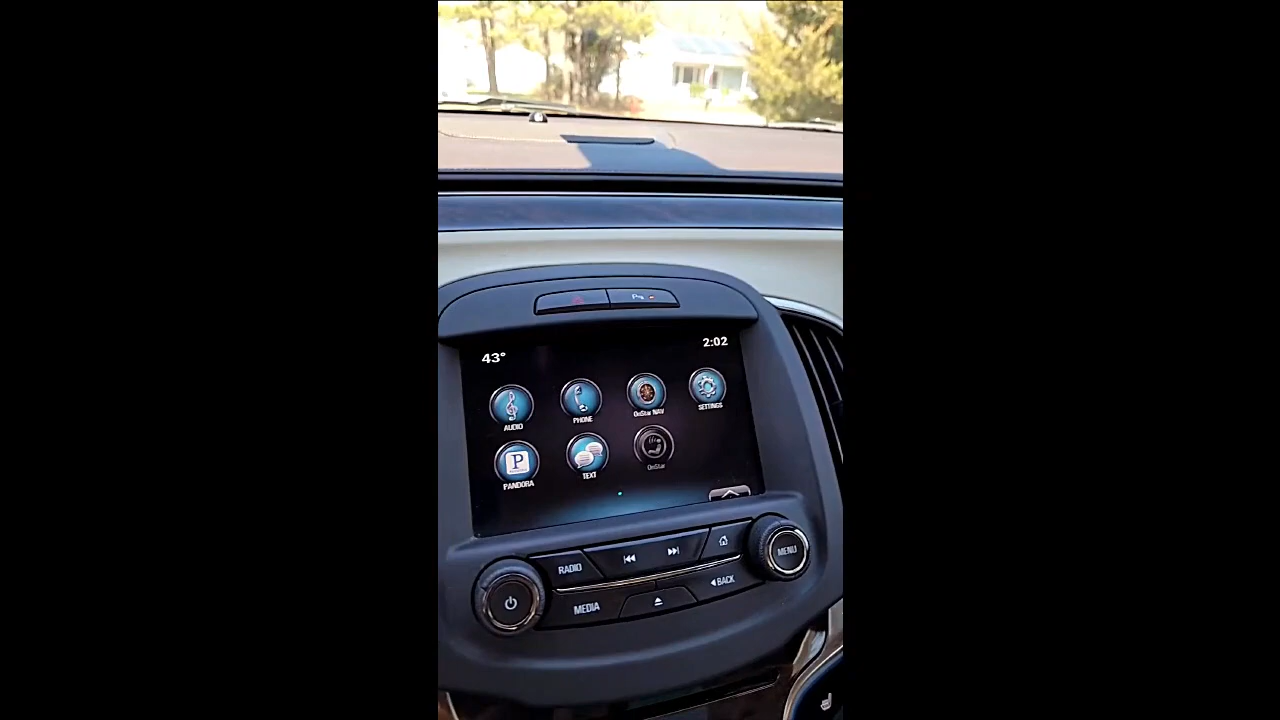 43° 2:02
AUDIO PHONE OnStar NAV SETTINGS
P
PANDORA TEXT OnStar
RADIO
MENU
MEDIA BACK